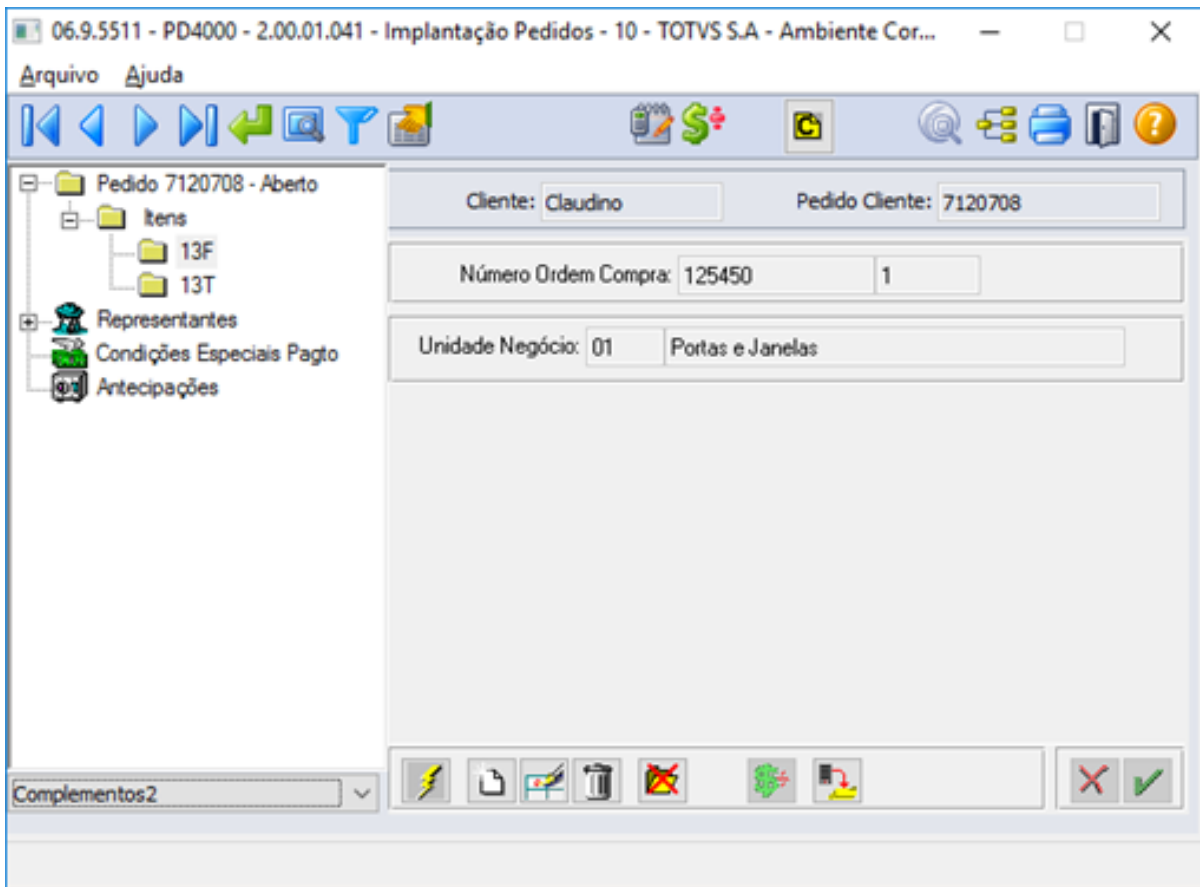 06.9.5511 - PD4000 - 2.00.01.041 - Implantação Pedidos - 10 - TOTVS S.A - Ambiente Cor...
Arquivo Ajuda
C
?
Pedido 7120708 - Aberto
Itens
13F
13T
Representantes
Condições Especiais Pagto
Antecipações
Cliente: Claudino Pedido Cliente: 7120708
Número Ordem Compra: 125450 1
Unidade Negócio: 01 Portas e Janelas
Complementos2